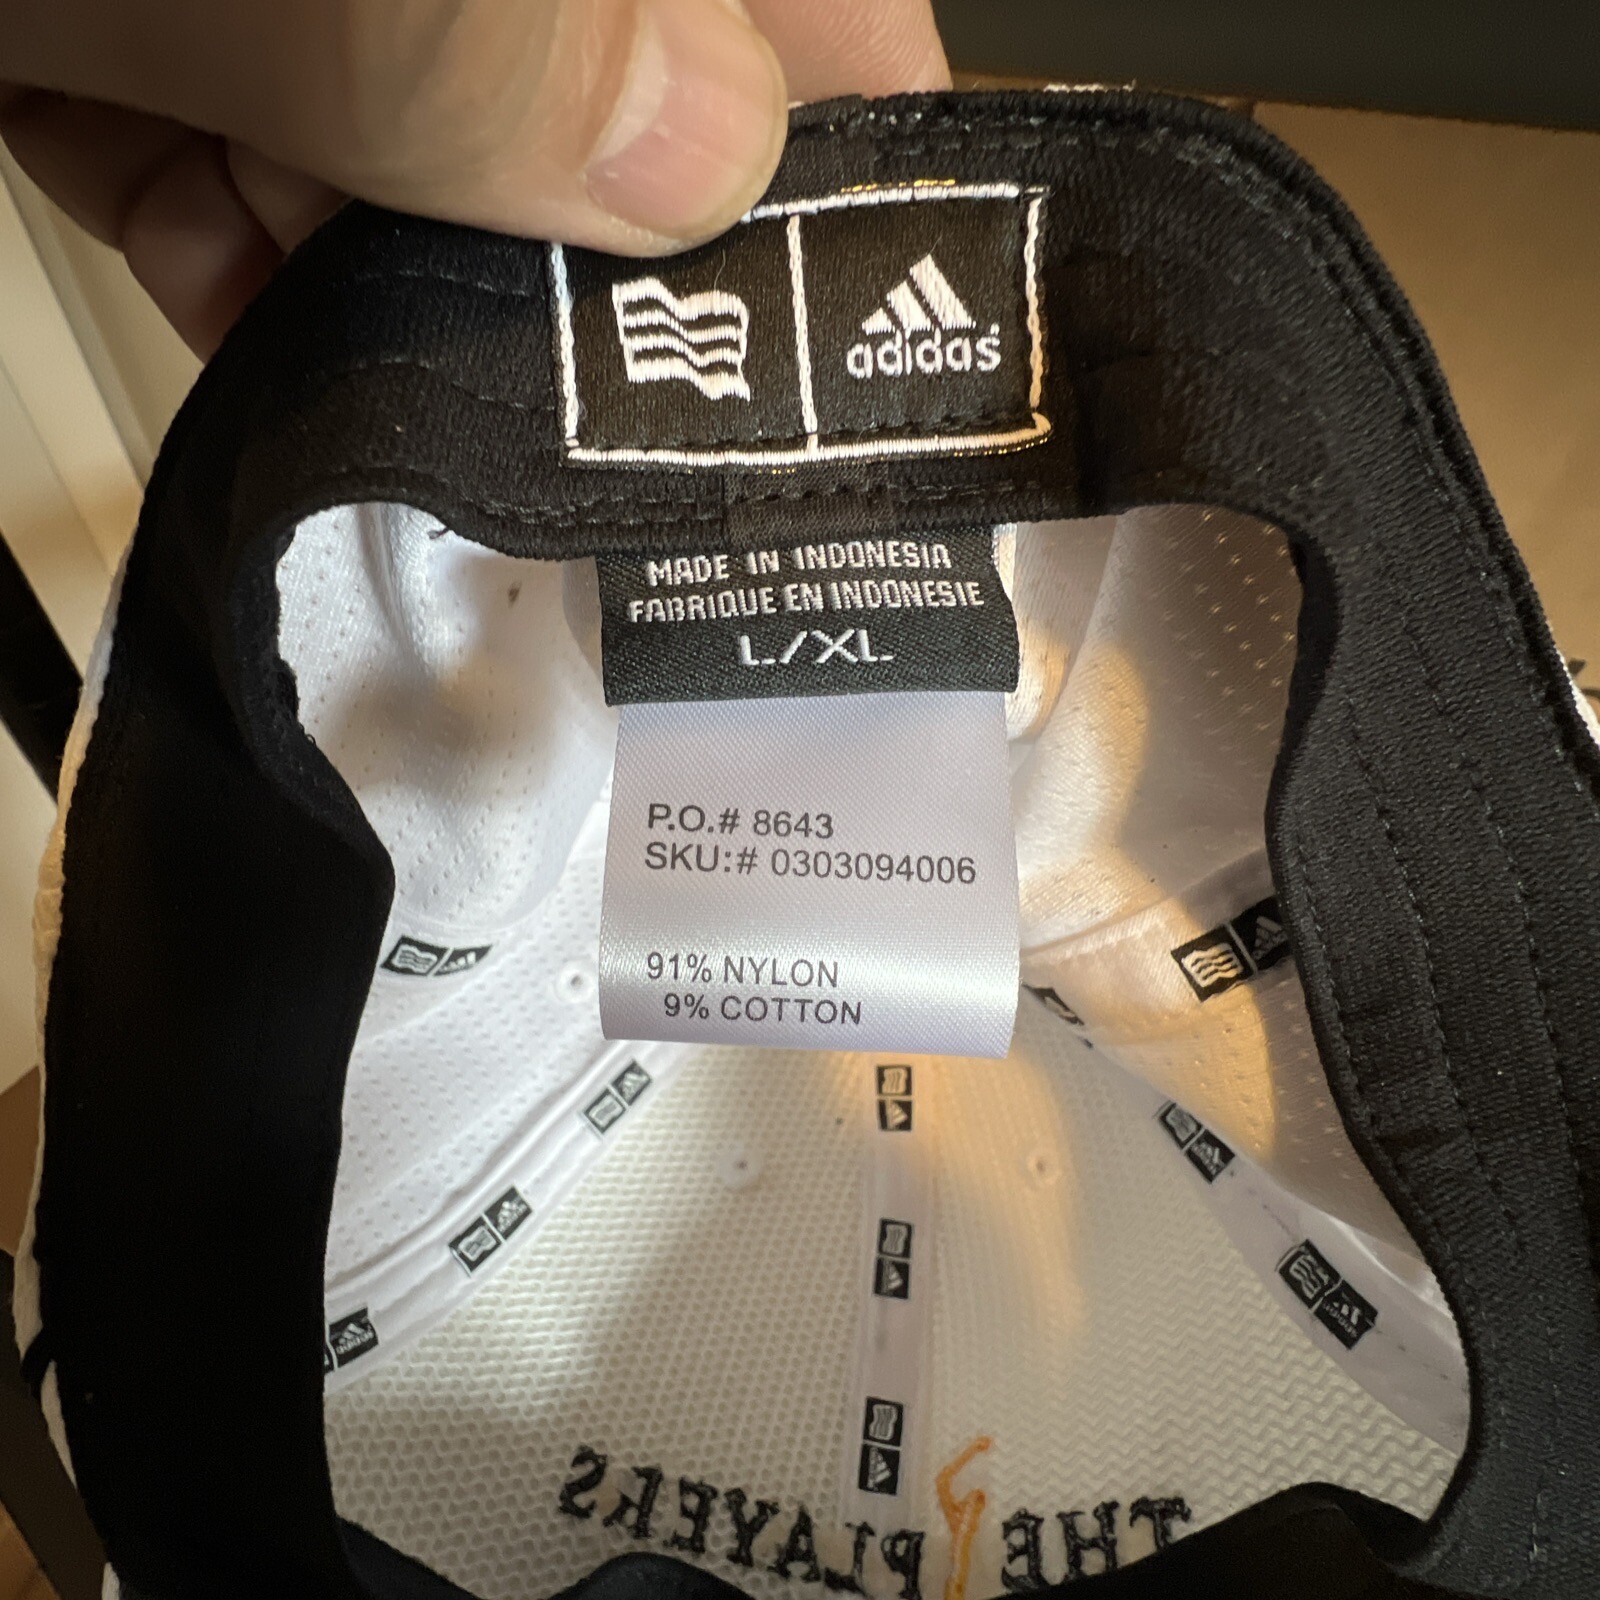 adidas
MADE IN INDONESIA
FABRIQUE EN INDONESIE
L/XL
P.O.# 8643
SKU:# 0303094006
91% NYLON
9% COTTON
THE PLAYERS